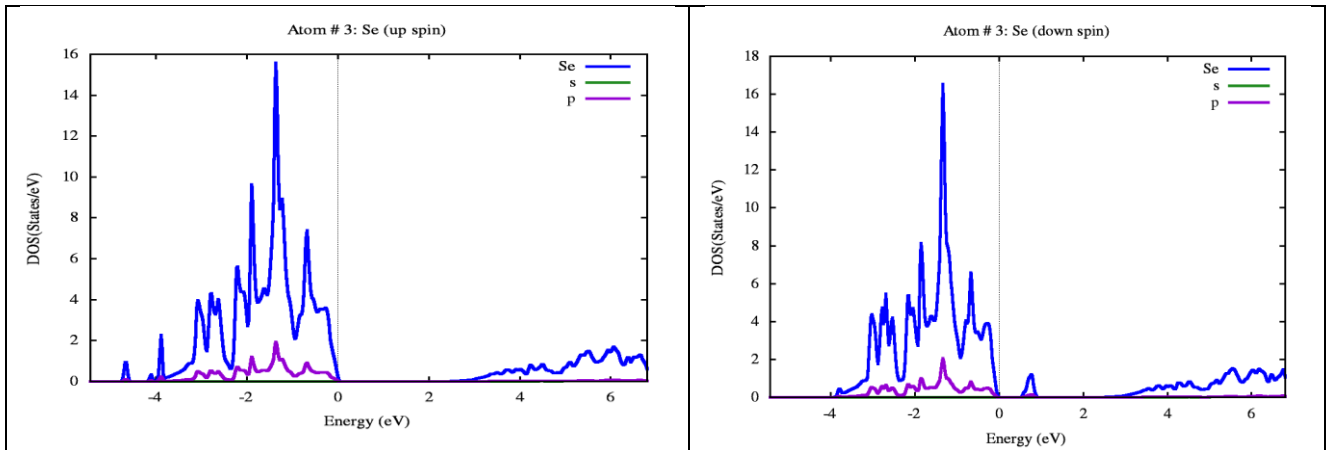 Atom # 3: Se (up spin)
DOS(States/eV)
16
14
12
10
8
6
4
2
0
Se
s
p
-4
-2
0
2
4
6
Energy (eV)
Atom # 3: Se (down spin)
DOS(States/eV)
18
16
14
12
10
8
6
4
2
0
Se
s
p
-4
-2
0
2
4
6
Energy (eV)